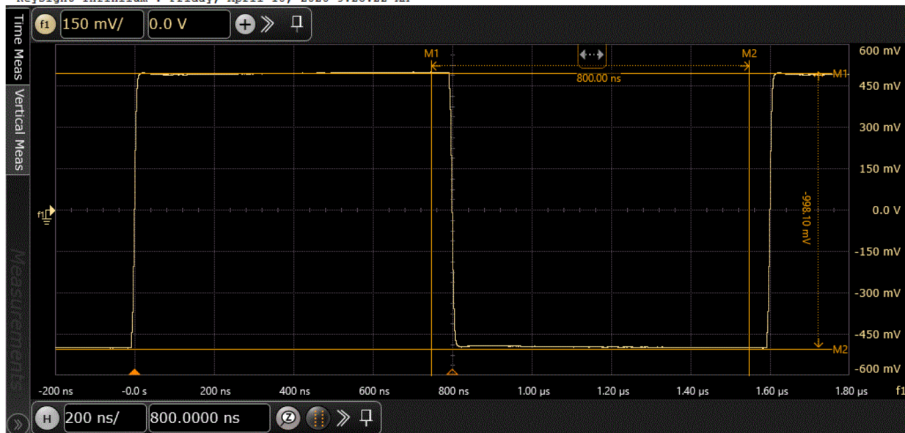 f1 150 mV/ 0.0 V
Time Meas
Vertical Meas
Measurements
M1 M2
800.00 ns
600 mV
M1
450 mV
300 mV
150 mV
f1 0.0 V
-998.10 mV
-150 mV
-300 mV
-450 mV
M2
-600 mV
-200 ns -0.0 s 200 ns 400 ns 600 ns 800 ns 1.00 µs 1.20 µs 1.40 µs 1.60 µs 1.80 µs f1
H 200 ns/ 800.0000 ns Z